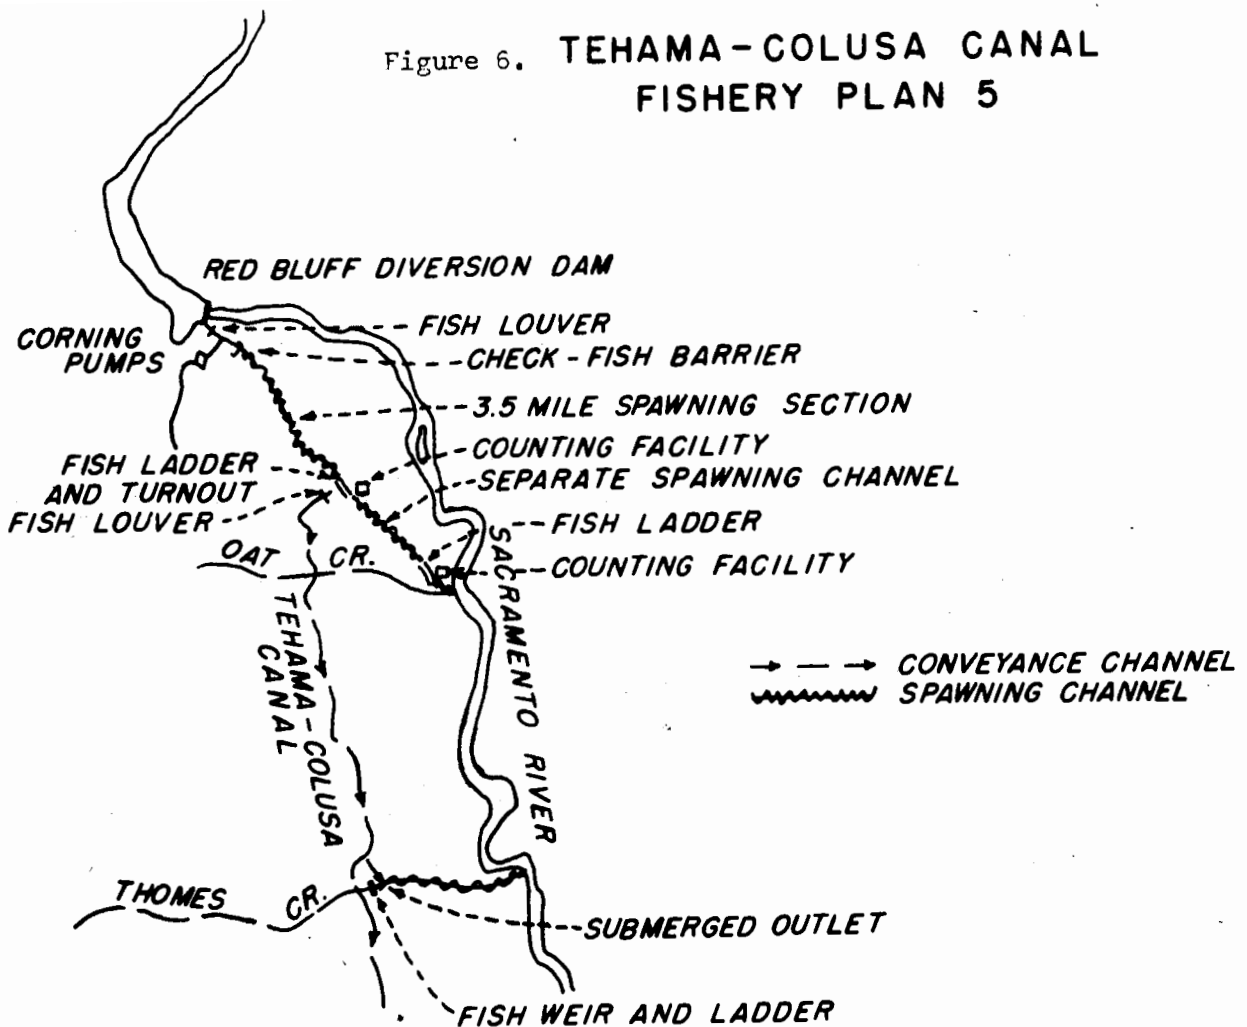 Figure 6. TEHAMA-COLUSA CANAL
FISHERY PLAN 5
RED BLUFF DIVERSION DAM
FISH LOUVER
CORNING
PUMPS
CHECK-FISH BARRIER
3.5 MILE SPAWNING SECTION
COUNTING FACILITY
FISH LADDER
AND TURNOUT
SEPARATE SPAWNING CHANNEL
FISH LOUVER
FISH LADDER
OAT CR.
COUNTING FACILITY
SACRAMENTO RIVER
TEHAMA-COLUSA
CANAL
CONVEYANCE CHANNEL
SPAWNING CHANNEL
THOMES CR.
SUBMERGED OUTLET
FISH WEIR AND LADDER